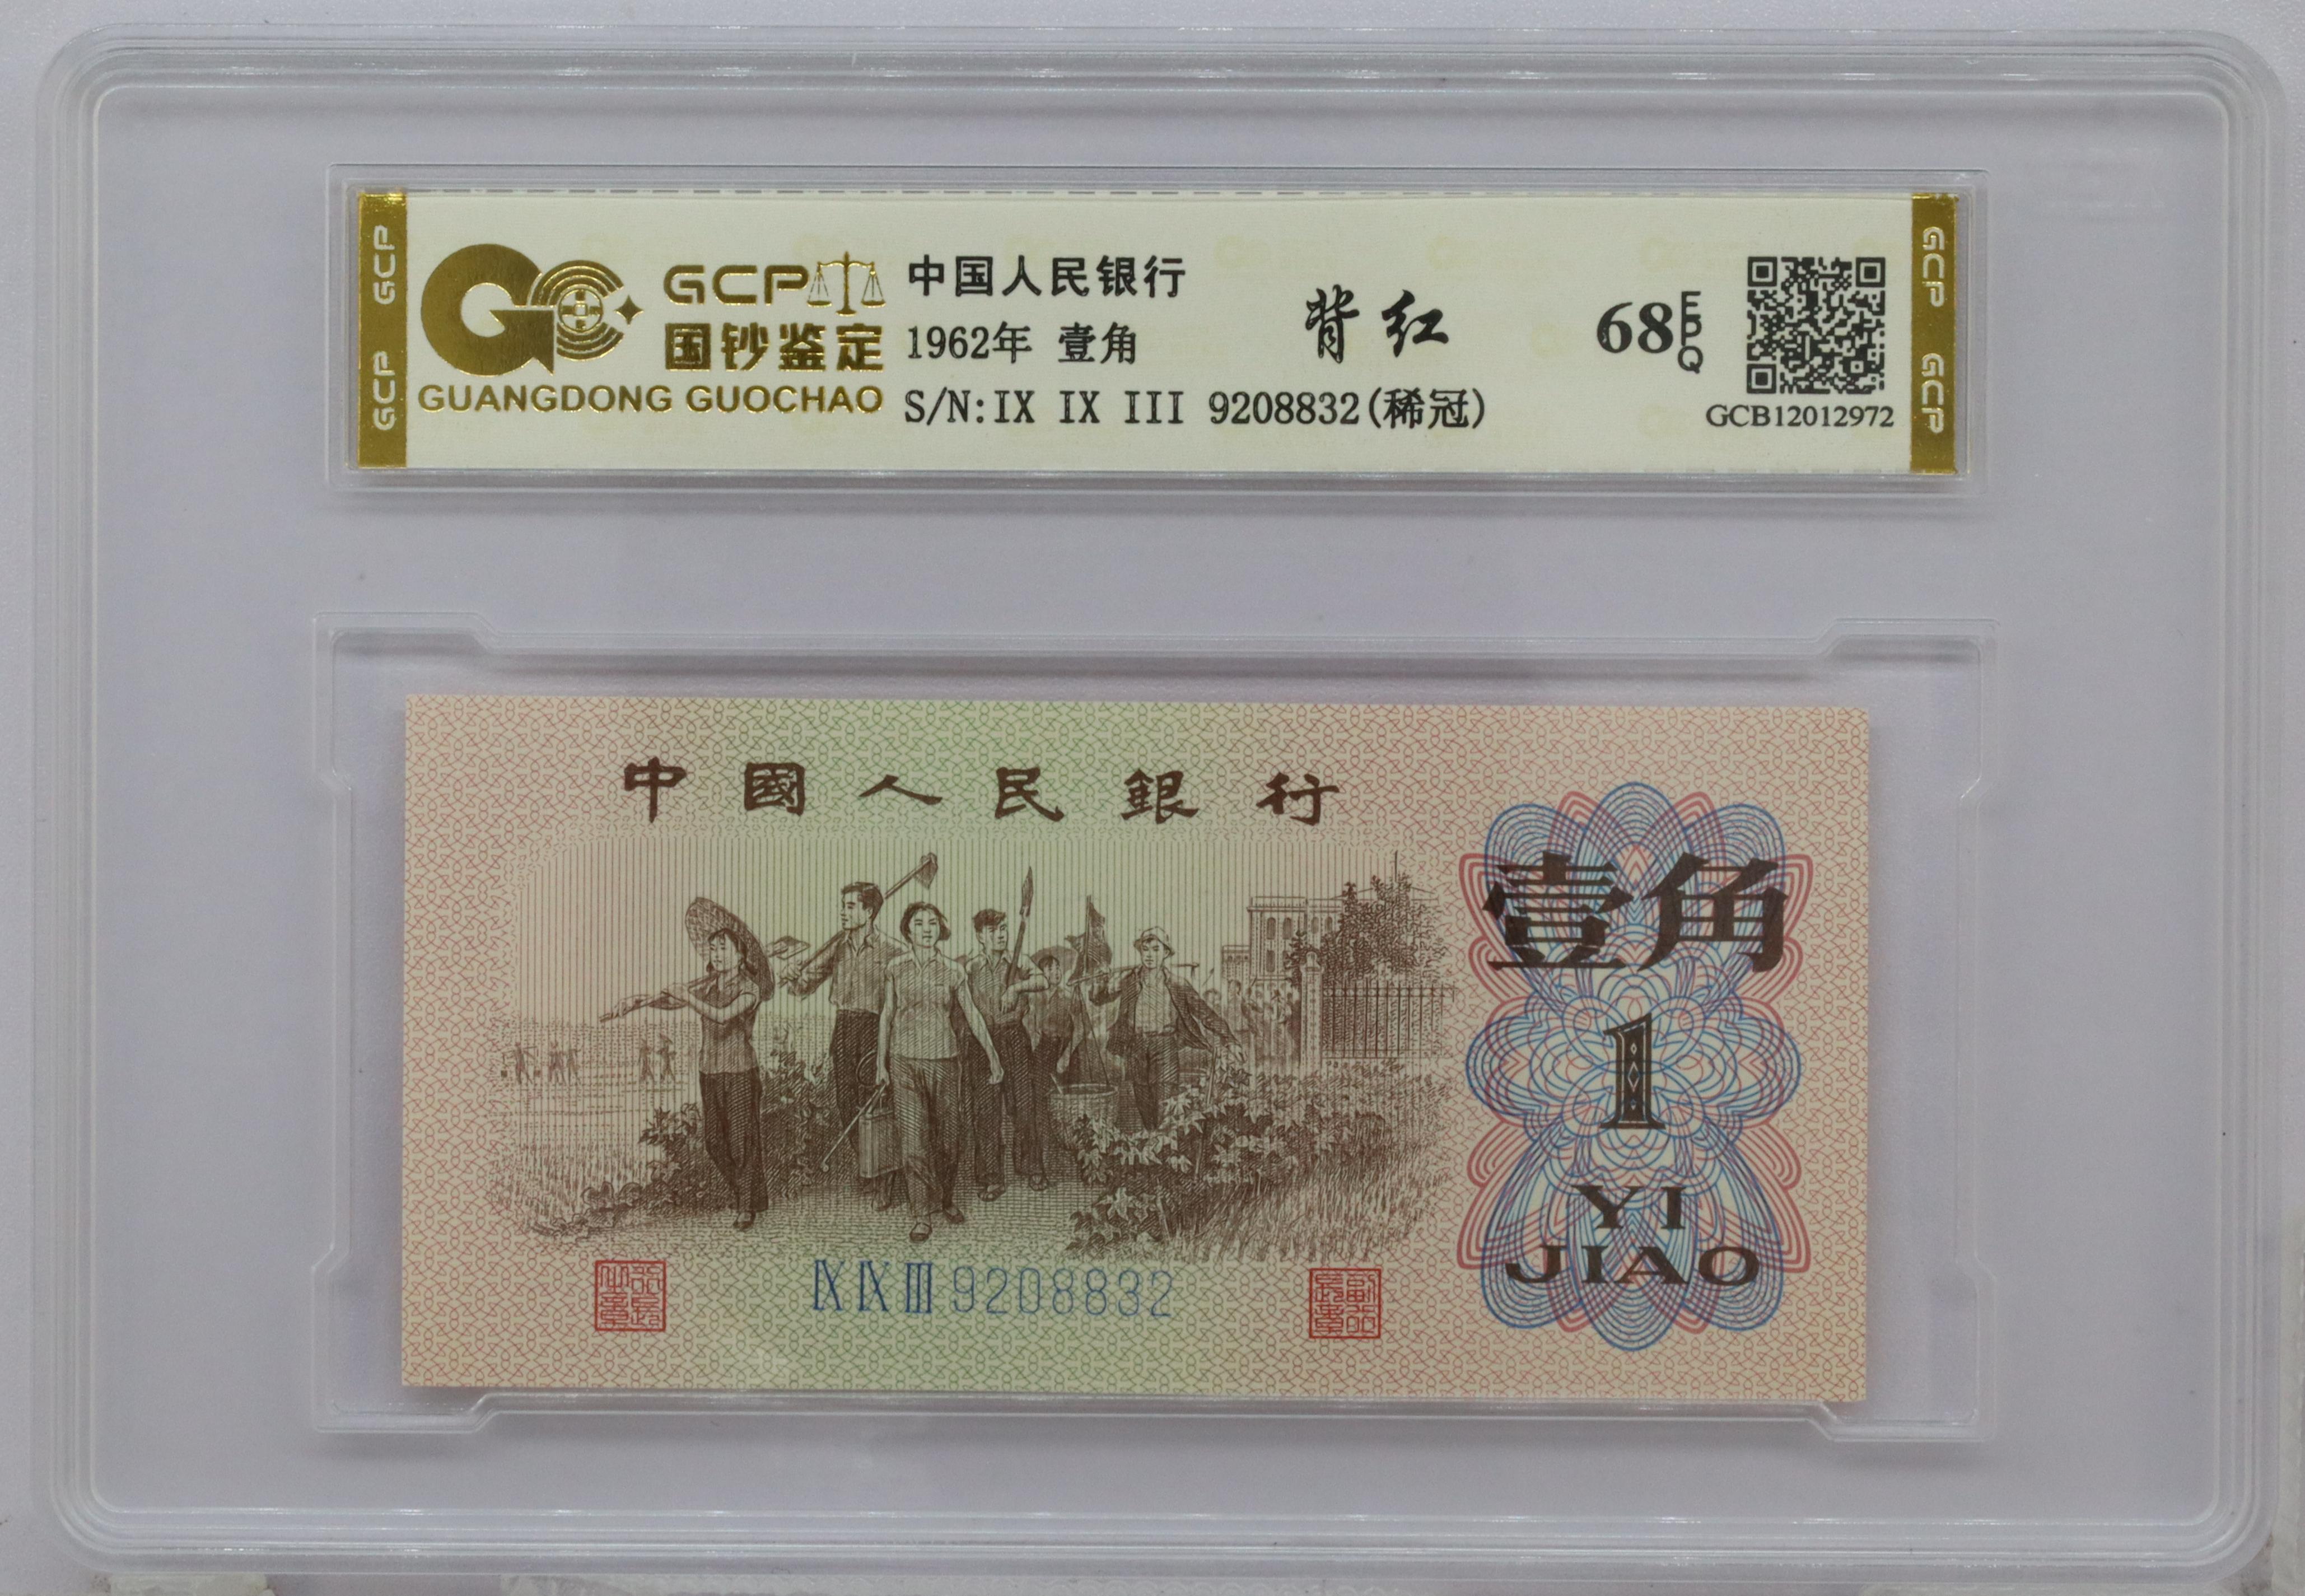 GCP
GCP
GCP
国钞鉴定
GUANGDONG GUOCHAO
中国人民银行
1962年 壹角
S/N:IX IX III 9208832(稀冠)
背红
68EPQ
GCB12012972
GCP
GCP
中國人民銀行
壹角
1
YI
JIAO
IX IX III 9208832